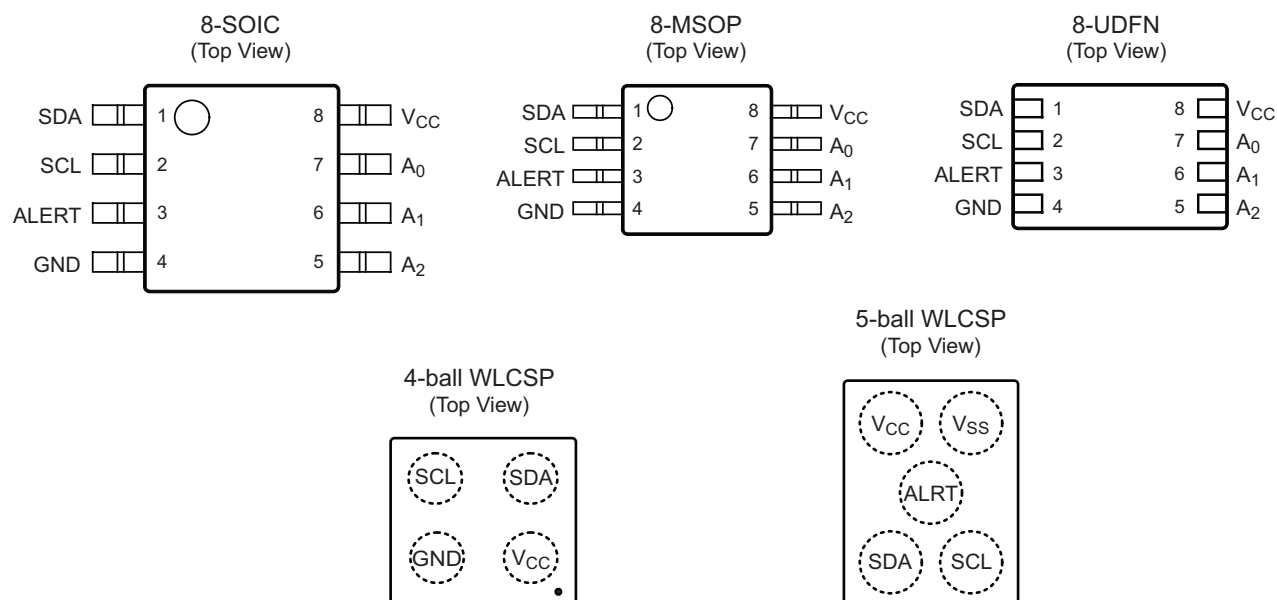 8-SOIC
(Top View)
SDA 1 8 VCC
SCL 2 7 A0
ALERT 3 6 A1
GND 4 5 A2
8-MSOP
(Top View)
SDA 1 8 VCC
SCL 2 7 A0
ALERT 3 6 A1
GND 4 5 A2
8-UDFN
(Top View)
SDA 1 8 VCC
SCL 2 7 A0
ALERT 3 6 A1
GND 4 5 A2
4-ball WLCSP
(Top View)
SCL SDA
GND VCC
5-ball WLCSP
(Top View)
VCC VSS
ALRT
SDA SCL